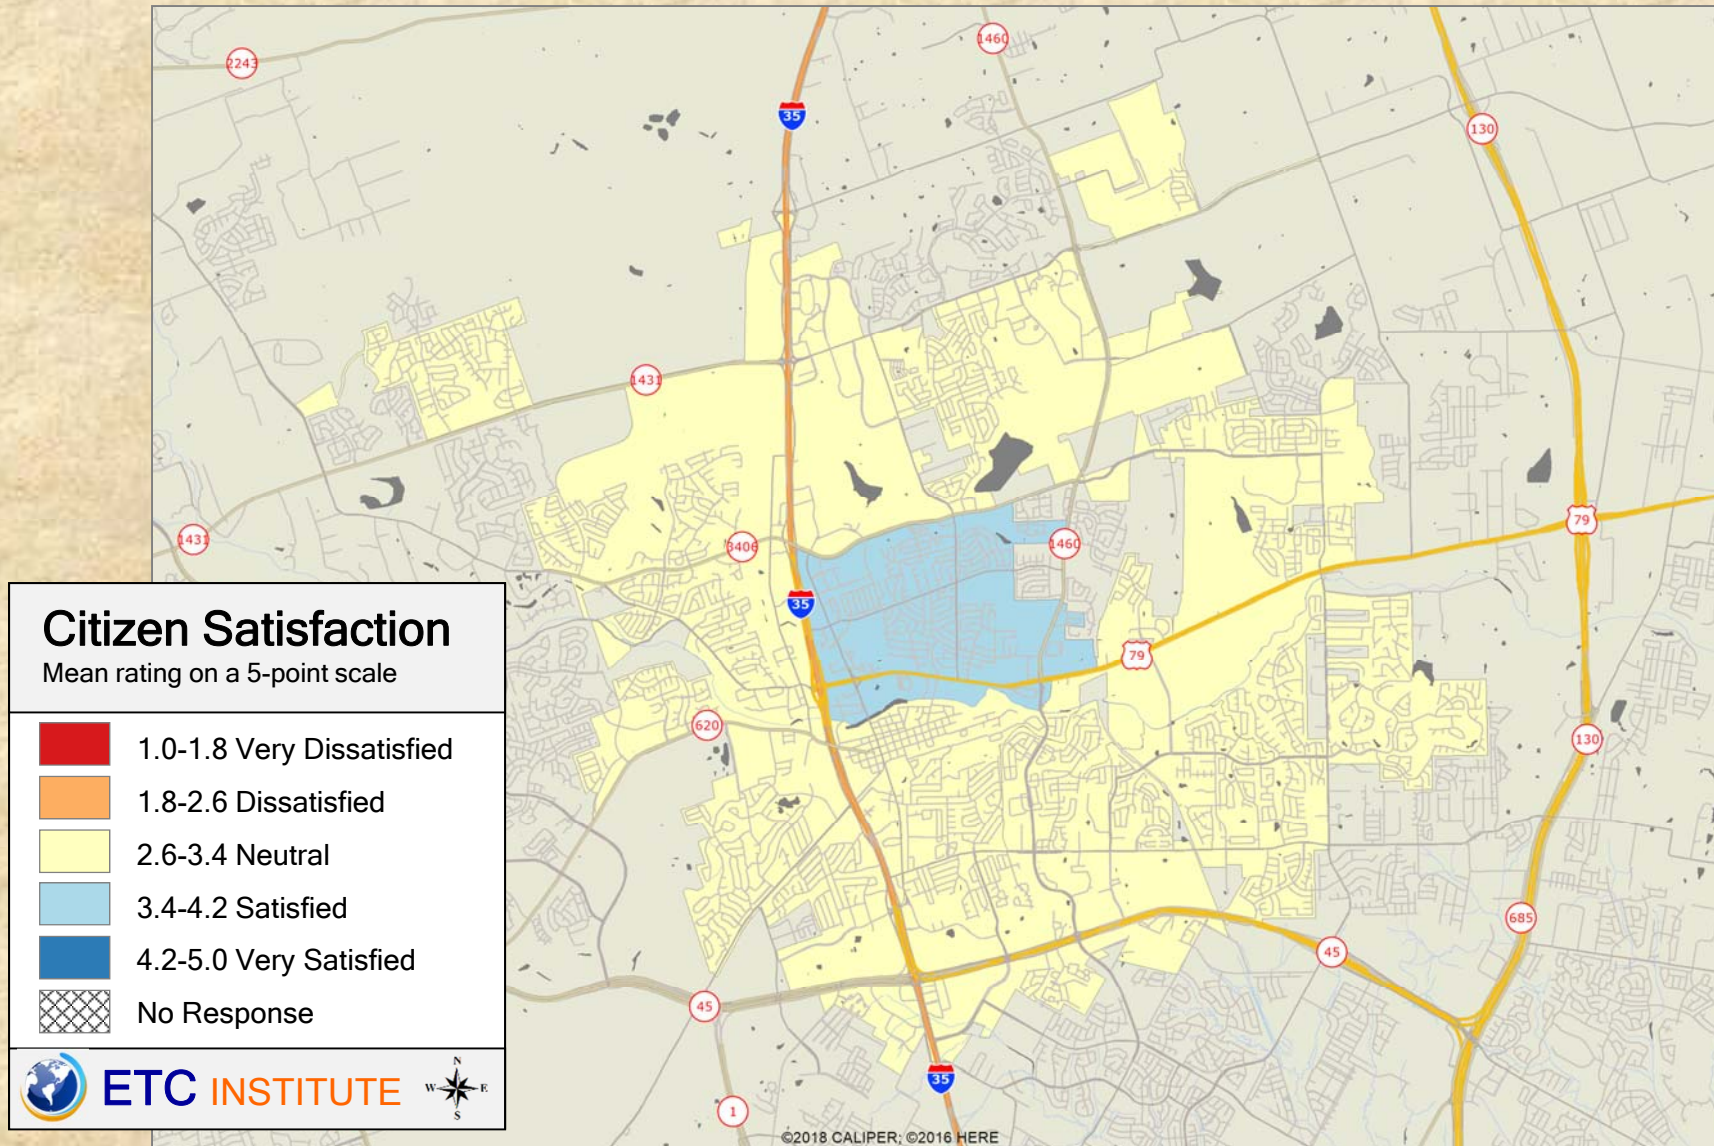 2243
1460
35
130
1431
79
1431
3406
1460
35
79
620
130
685
45
45
35
1
Citizen Satisfaction
Mean rating on a 5-point scale
1.0-1.8 Very Dissatisfied
1.8-2.6 Dissatisfied
2.6-3.4 Neutral
3.4-4.2 Satisfied
4.2-5.0 Very Satisfied
No Response
ETC INSTITUTE
N
W E
S
©2018 CALIPER; ©2016 HERE